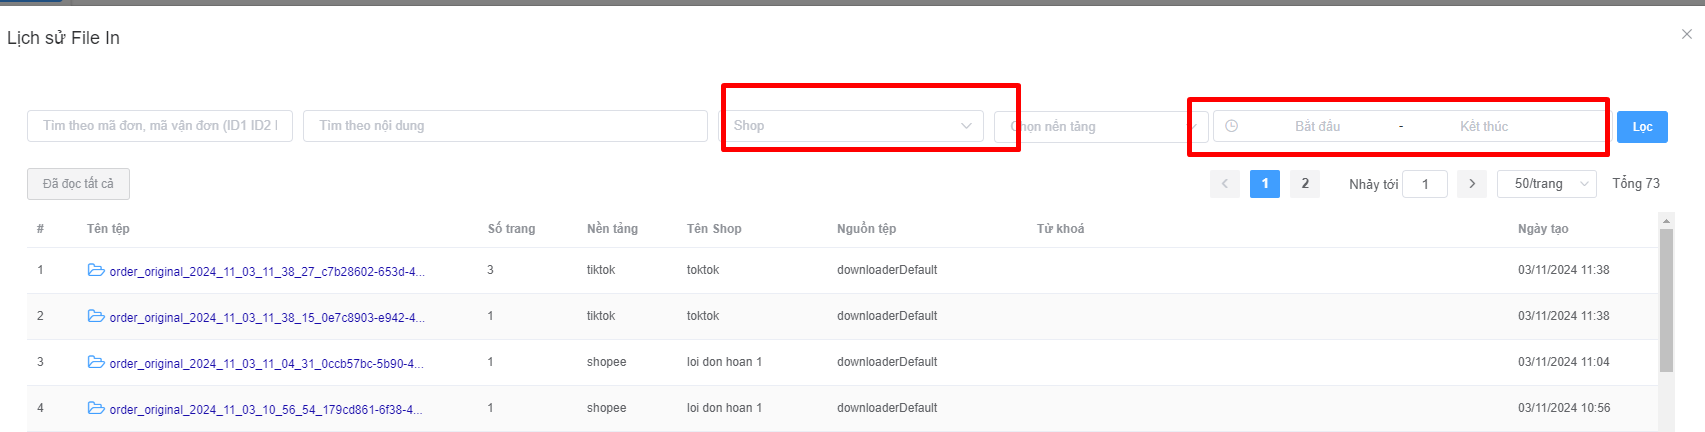 Lịch sử File In
Tìm theo mã đơn, mã vận đơn (ID1 ID2 I
Tìm theo nội dung
Shop
Chọn nền tảng
Bắt đầu - Kết thúc
Lọc
Đã đọc tất cả
1 2 Nhảy tới 1 50/trang Tổng 73
# Tên tệp Số trang Nền tảng Tên Shop Nguồn tệp Từ khoá Ngày tạo
1 order_original_2024_11_03_11_38_27_c7b28602-653d-4... 3 tiktok toktok downloaderDefault 03/11/2024 11:38
2 order_original_2024_11_03_11_38_15_0e7c8903-e942-4... 1 tiktok toktok downloaderDefault 03/11/2024 11:38
3 order_original_2024_11_03_11_04_31_0ccb57bc-5b90-4... 1 shopee loi don hoan 1 downloaderDefault 03/11/2024 11:04
4 order_original_2024_11_03_10_56_54_179cd861-6f38-4... 1 shopee loi don hoan 1 downloaderDefault 03/11/2024 10:56